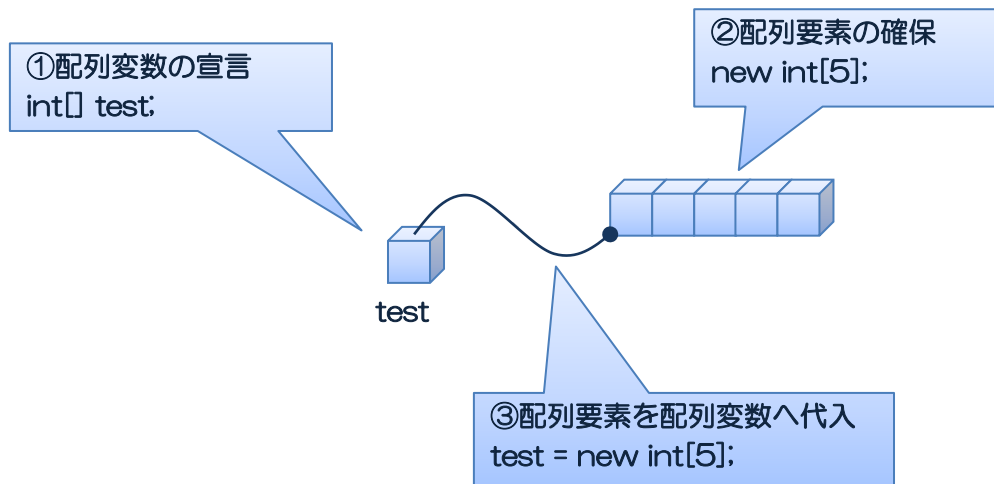 ①配列変数の宣言
int[] test;
②配列要素の確保
new int[5];
test
③配列要素を配列変数へ代入
test = new int[5];